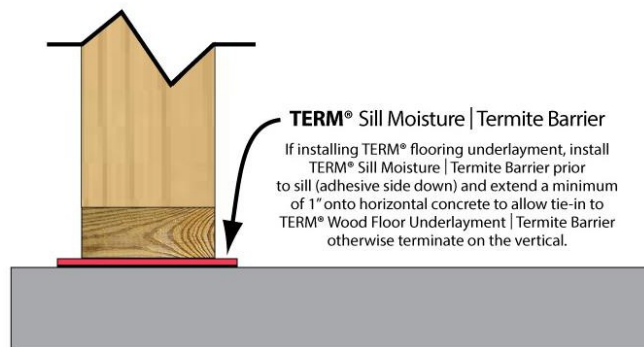 TERM® Sill Moisture | Termite Barrier
If installing TERM® flooring underlayment, install
TERM® Sill Moisture | Termite Barrier prior
to sill (adhesive side down) and extend a minimum
of 1" onto horizontal concrete to allow tie-in to
TERM® Wood Floor Underlayment | Termite Barrier
otherwise terminate on the vertical.